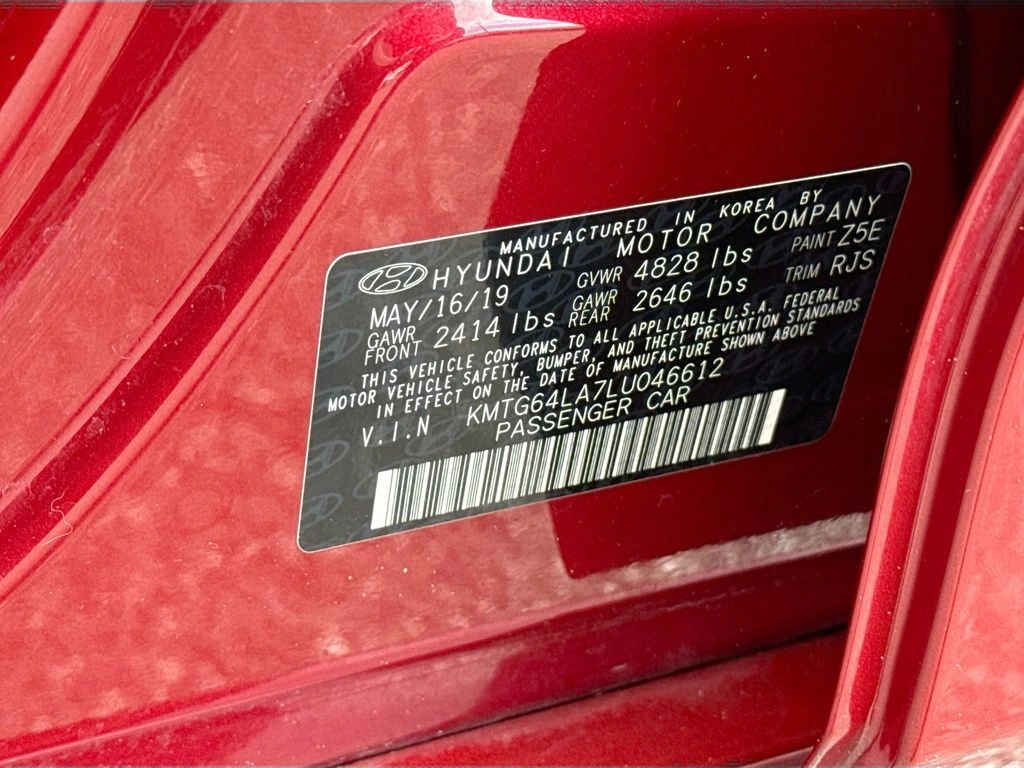 MANUFACTURED IN KOREA BY
HYUNDAI MOTOR COMPANY
MAY/16/19 GVWR 4828 lbs PAINT Z5E
GAWR FRONT 2414 lbs GAWR REAR 2646 lbs TRIM RJS
THIS VEHICLE CONFORMS TO ALL APPLICABLE U.S.A. FEDERAL
MOTOR VEHICLE SAFETY, BUMPER, AND THEFT PREVENTION STANDARDS
IN EFFECT ON THE DATE OF MANUFACTURE SHOWN ABOVE
V.I.N KMTG64LA7LU046612
PASSENGER CAR